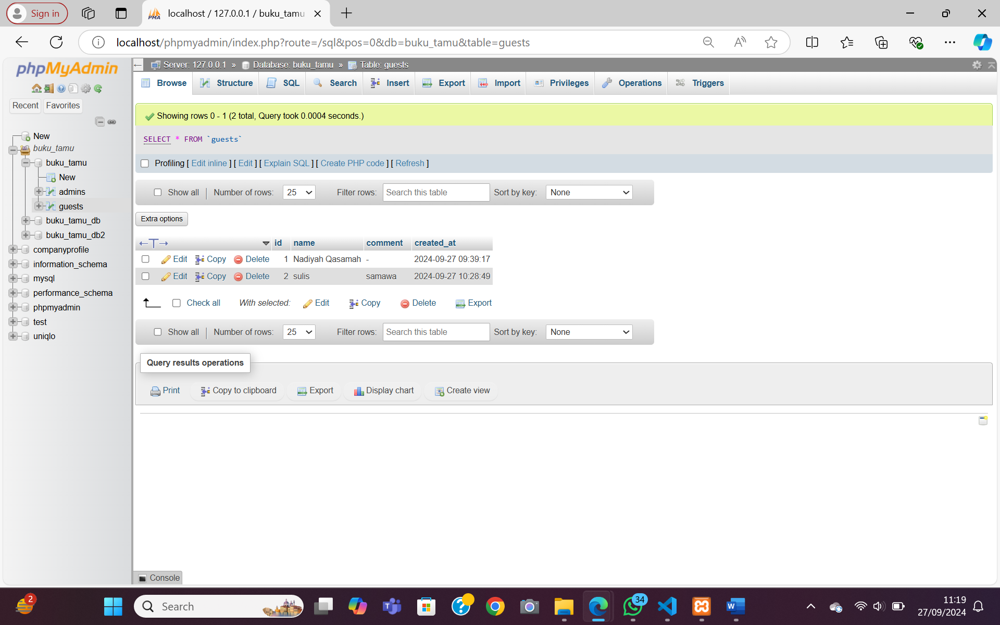 Sign in
localhost / 127.0.0.1 / buku_tamu
localhost/phpmyadmin/index.php?route=/sql&pos=0&db=buku_tamu&table=guests
phpMyAdmin
Recent Favorites
New
buku_tamu
buku_tamu
New
admins
guests
buku_tamu_db
buku_tamu_db2
companyprofile
information_schema
mysql
performance_schema
phpmyadmin
test
uniqlo
Server: 127.0.0.1 » Database: buku_tamu » Table: guests
Browse Structure SQL Search Insert Export Import Privileges Operations Triggers
Showing rows 0 - 1 (2 total, Query took 0.0004 seconds.)
SELECT * FROM `guests`
Profiling [ Edit inline ] [ Edit ] [ Explain SQL ] [ Create PHP code ] [ Refresh ]
Show all Number of rows: 25 Filter rows: Search this table Sort by key: None
Extra options
id name comment created_at
Edit Copy Delete 1 Nadiyah Qasamah - 2024-09-27 09:39:17
Edit Copy Delete 2 sulis samawa 2024-09-27 10:28:49
Check all With selected: Edit Copy Delete Export
Show all Number of rows: 25 Filter rows: Search this table Sort by key: None
Query results operations
Print Copy to clipboard Export Display chart Create view
Console
2
Search
34
11:19
27/09/2024